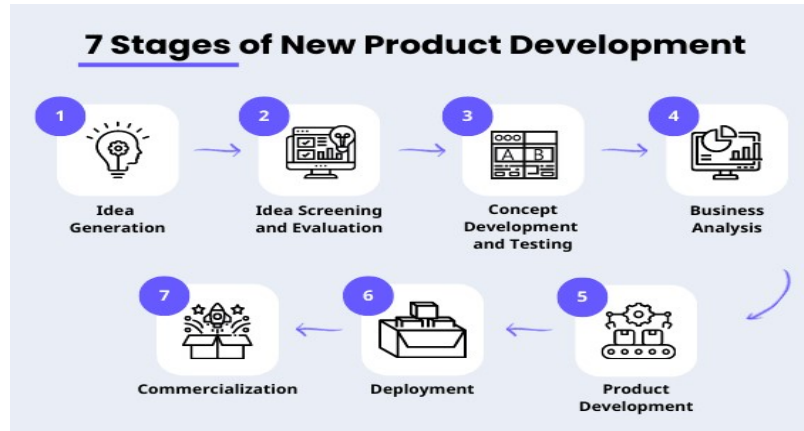 7 Stages of New Product Development
1
2
3
4
A B
Idea
Generation
Idea Screening
and Evaluation
Concept
Development
and Testing
Business
Analysis
7
6
5
Commercialization
Deployment
Product
Development